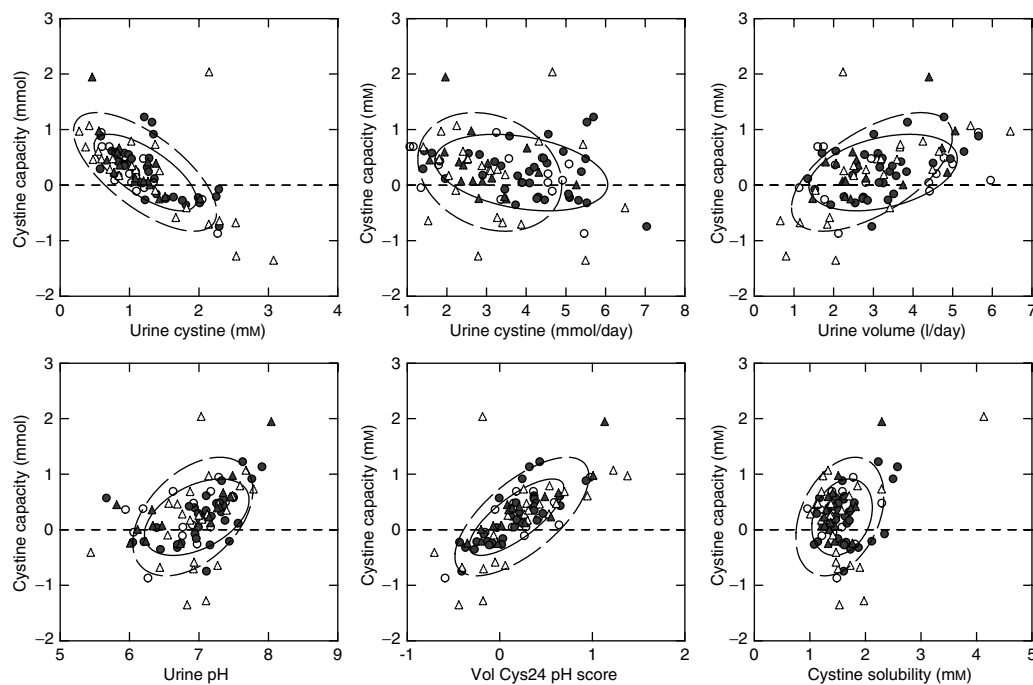 3
2
1
0
−1
−2
Cystine capacity (mmol)
0 1 2 3 4
Urine cystine (mM)
3
2
1
0
−1
−2
Cystine capacity (mM)
1 2 3 4 5 6 7 8
Urine cystine (mmol/day)
3
2
1
0
−1
−2
Cystine capacity (mM)
0 1 2 3 4 5 6 7
Urine volume (l/day)
3
2
1
0
−1
−2
Cystine capacity (mmol)
5 6 7 8 9
Urine pH
3
2
1
0
−1
−2
Cystine capacity (mM)
-1 0 1 2
Vol Cys24 pH score
3
2
1
0
−1
−2
Cystine capacity (mM)
0 1 2 3 4 5
Cystine solubility (mM)